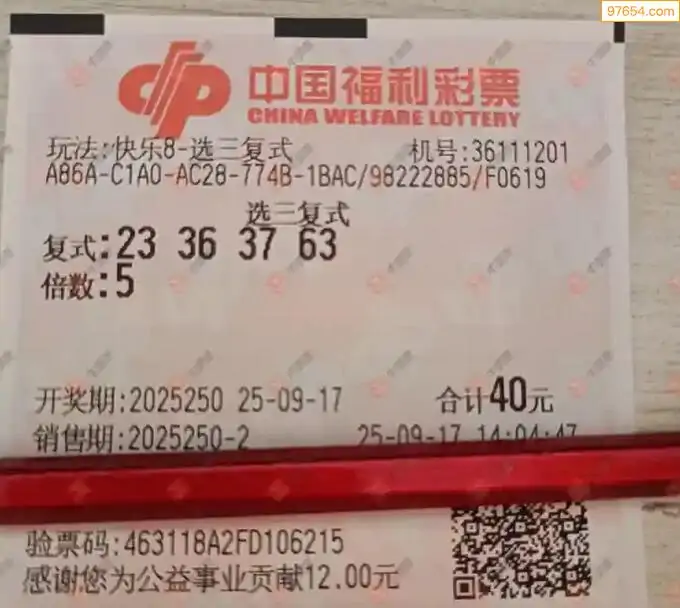 97654.com
中国福利彩票
CHINA WELFARE LOTTERY
玩法:快乐8-选三复式 机号:36111201
A86A-C1A0-AC28-774B-1BAC/98222885/F0619
选三复式
复式:23 36 37 63
倍数:5
开奖期:2025250 25-09-17 合计40元
销售期:2025250-2 25-09-17 14:04:47
验票码:463118A2FD106215
感谢您为公益事业贡献12.00元